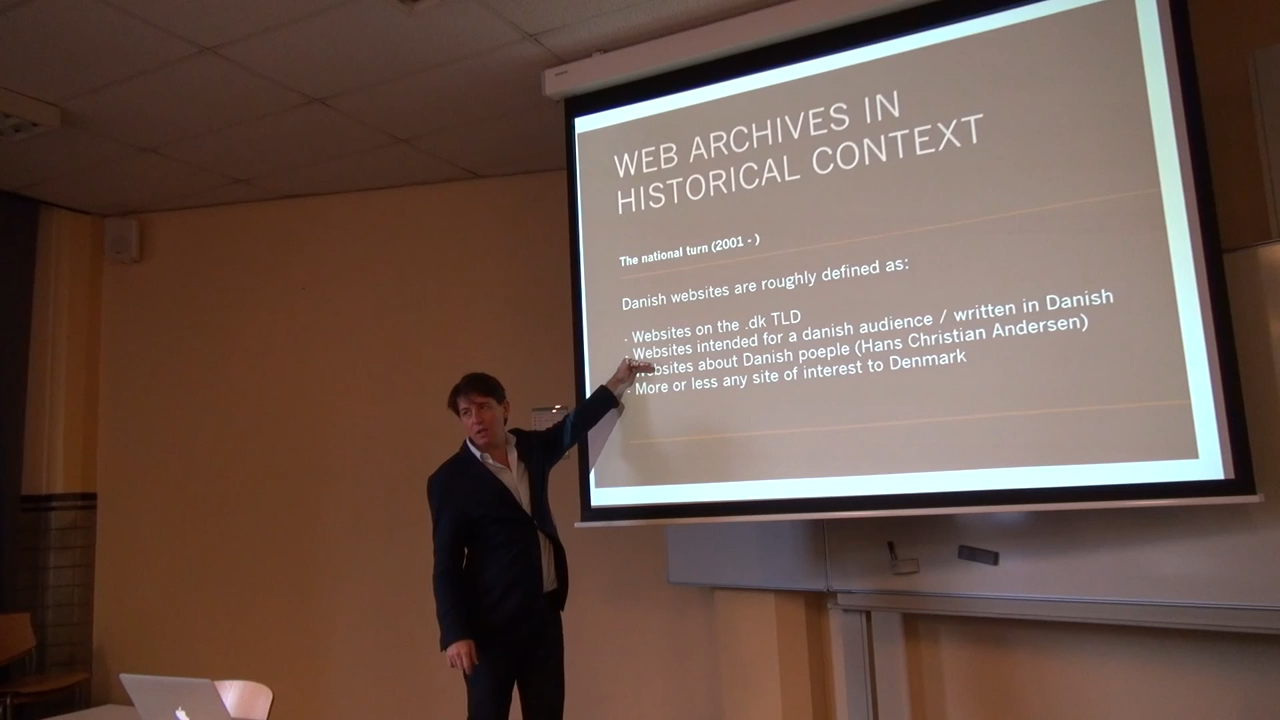 WEB ARCHIVES IN
HISTORICAL CONTEXT
The national turn (2001 - )
Danish websites are roughly defined as:
· Websites on the .dk TLD
· Websites intended for a danish audience / written in Danish
· Websites about Danish poeple (Hans Christian Andersen)
· More or less any site of interest to Denmark